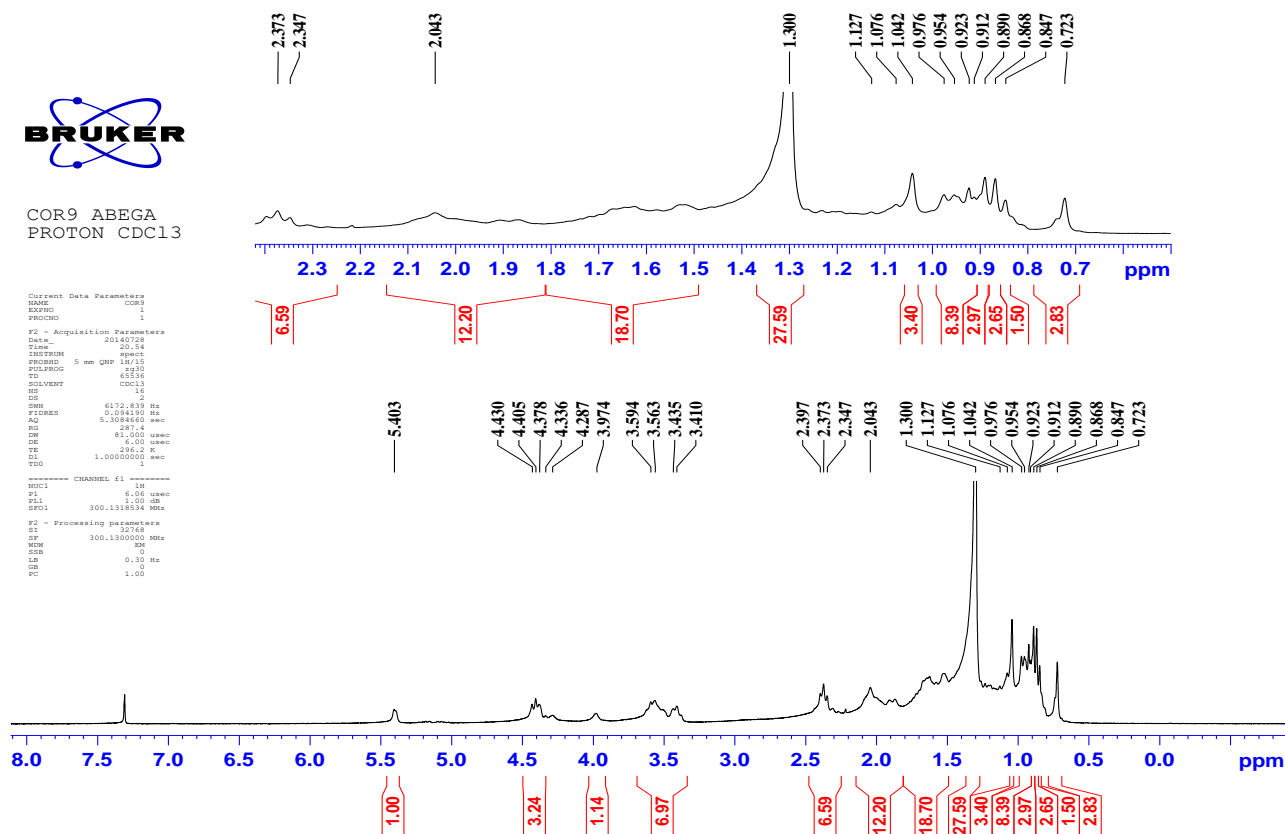 2.373
2.347
2.043
1.300
1.127
1.076
1.042
0.976
0.954
0.923
0.912
0.890
0.868
0.847
0.723
BRUKER
COR9 ABEGA
PROTON CDCl3
2.3 2.2 2.1 2.0 1.9 1.8 1.7 1.6 1.5 1.4 1.3 1.2 1.1 1.0 0.9 0.8 0.7 ppm
6.59
12.20
18.70
27.59
3.40
8.39
2.97
2.65
1.50
2.83
Current Data Parameters
NAME COR9
EXPNO 1
PROCNO 1
F2 - Acquisition Parameters
Date_ 20140728
Time 20.54
INSTRUM spect
PROBHD 5 mm QNP 1H/15
PULPROG zg30
TD 65536
SOLVENT CDCl3
NS 16
DS 2
SWH 6172.839 Hz
FIDRES 0.094190 Hz
AQ 5.3084660 sec
RG 287.4
DW 81.000 usec
DE 6.00 usec
TE 296.2 K
D1 1.00000000 sec
TD0 1
======== CHANNEL f1 ========
NUC1 1H
P1 6.06 usec
PL1 1.00 dB
SFO1 300.1318534 MHz
F2 - Processing parameters
SI 32768
SF 300.1300000 MHz
WDW EM
SSB 0
LB 0.30 Hz
GB 0
PC 1.00
5.403
4.430
4.405
4.378
4.336
4.287
3.974
3.594
3.563
3.435
3.410
2.397
2.373
2.347
2.043
1.300
1.127
1.076
1.042
0.976
0.954
0.923
0.912
0.890
0.868
0.847
0.723
8.0 7.5 7.0 6.5 6.0 5.5 5.0 4.5 4.0 3.5 3.0 2.5 2.0 1.5 1.0 0.5 0.0 ppm
1.00
3.24
1.14
6.97
6.59
12.20
18.70
27.59
3.40
8.39
2.97
2.65
1.50
2.83